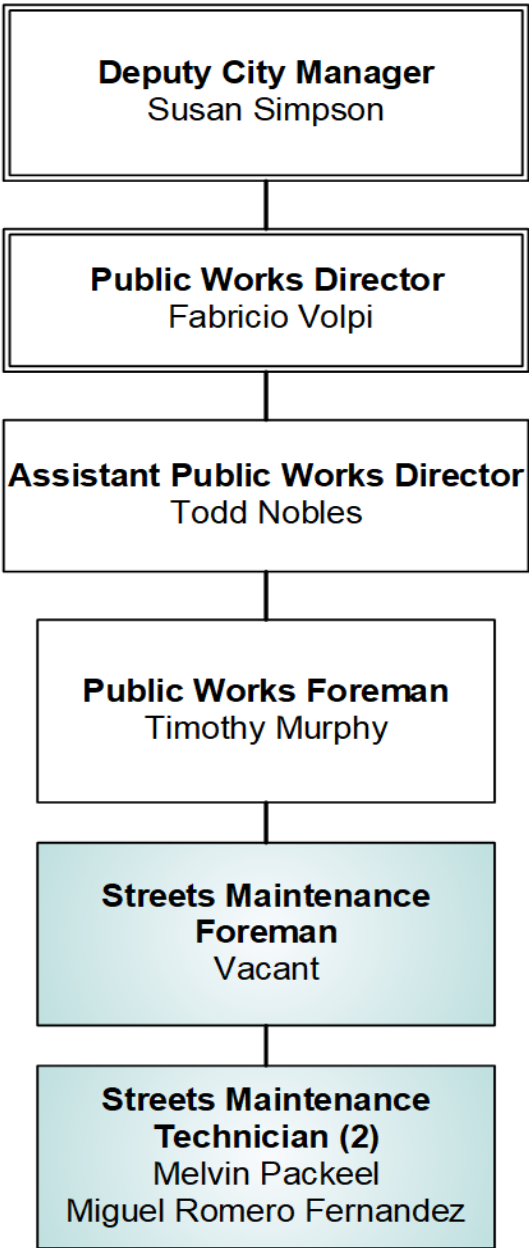 Deputy City Manager
Susan Simpson
Public Works Director
Fabricio Volpi
Assistant Public Works Director
Todd Nobles
Public Works Foreman
Timothy Murphy
Streets Maintenance
Foreman
Vacant
Streets Maintenance
Technician (2)
Melvin Packeel
Miguel Romero Fernandez